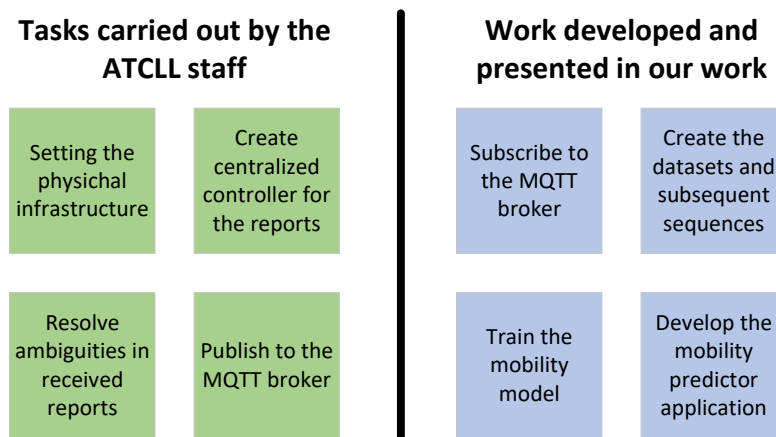 Tasks carried out by the
ATCLL staff
Setting the
physichal
infrastructure
Create
centralized
controller for
the reports
Resolve
ambiguities in
received
reports
Publish to the
MQTT broker
Work developed and
presented in our work
Subscribe to
the MQTT
broker
Create the
datasets and
subsequent
sequences
Train the
mobility
model
Develop the
mobility
predictor
application